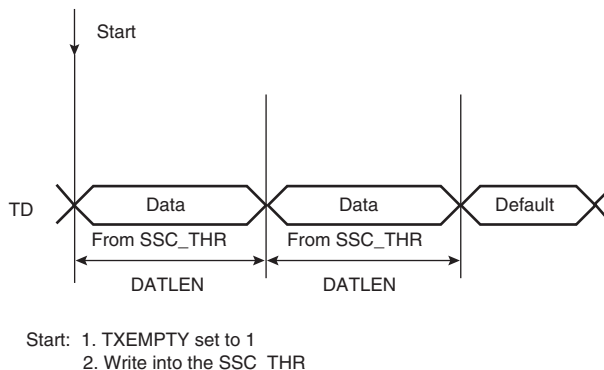 Start
TD
Data
Data
Default
From SSC_THR
From SSC_THR
DATLEN
DATLEN
Start: 1. TXEMPTY set to 1
2. Write into the SSC_THR